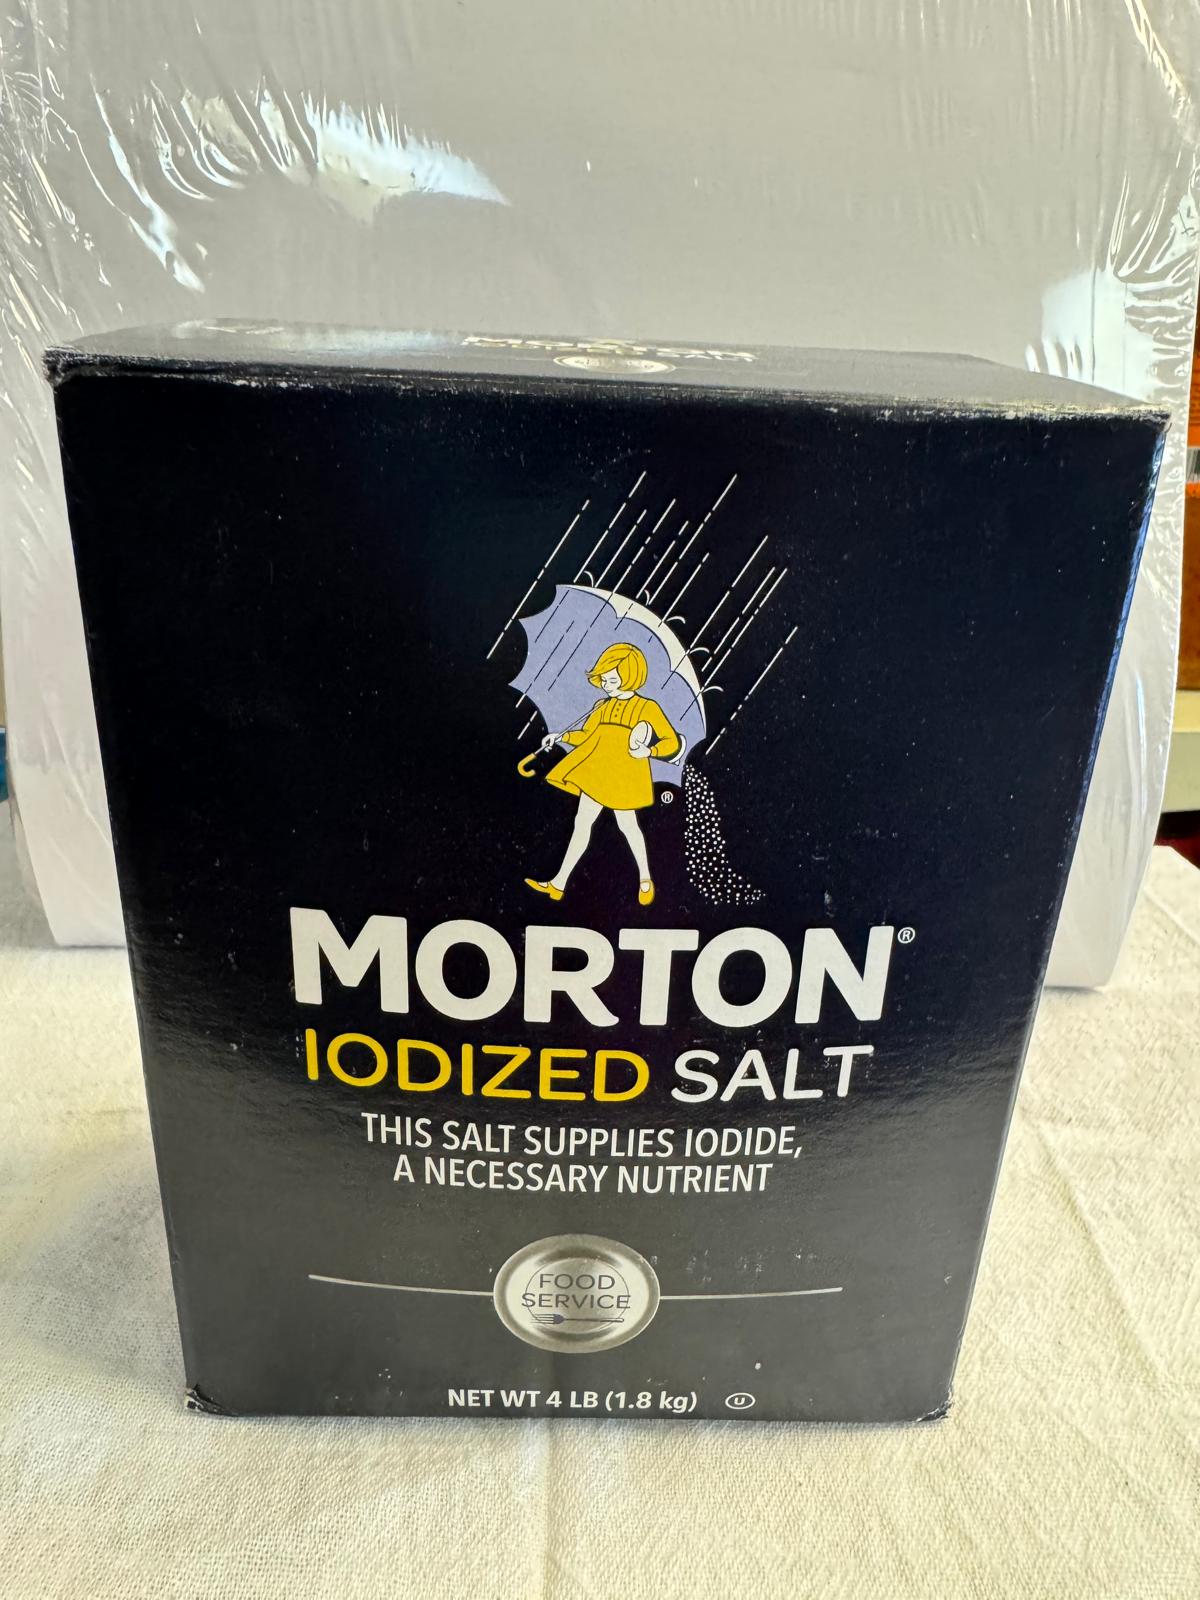 MORTON®
IODIZED SALT
THIS SALT SUPPLIES IODIDE,
A NECESSARY NUTRIENT
FOOD
SERVICE
NET WT 4 LB (1.8 kg) U